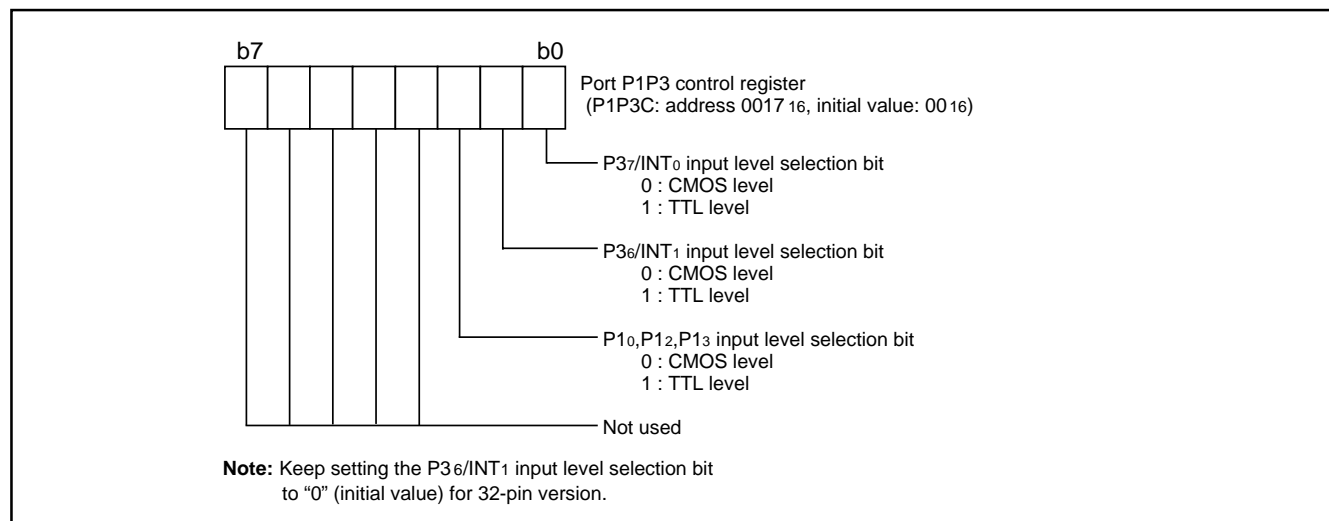 b7 b0
Port P1P3 control register
(P1P3C: address 0017 16, initial value: 00 16)
P37/INT0 input level selection bit
0 : CMOS level
1 : TTL level
P36/INT1 input level selection bit
0 : CMOS level
1 : TTL level
P10,P12,P13 input level selection bit
0 : CMOS level
1 : TTL level
Not used
Note: Keep setting the P36/INT1 input level selection bit
to “0” (initial value) for 32-pin version.